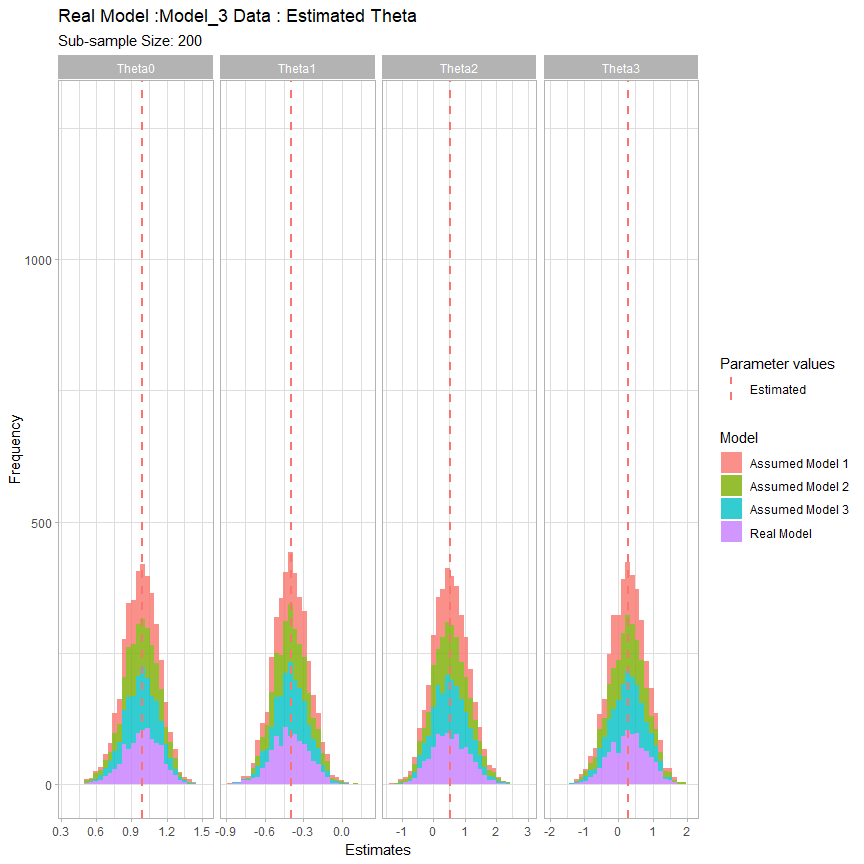 Real Model :Model_3 Data : Estimated Theta
Sub-sample Size: 200
Theta0 Theta1 Theta2 Theta3
1000
500
0
Frequency
0.3 0.6 0.9 1.2 1.5 -0.9 -0.6 -0.3 0.0 -1 0 1 2 3 -2 -1 0 1 2
Estimates
Parameter values
Estimated
Model
Assumed Model 1
Assumed Model 2
Assumed Model 3
Real Model